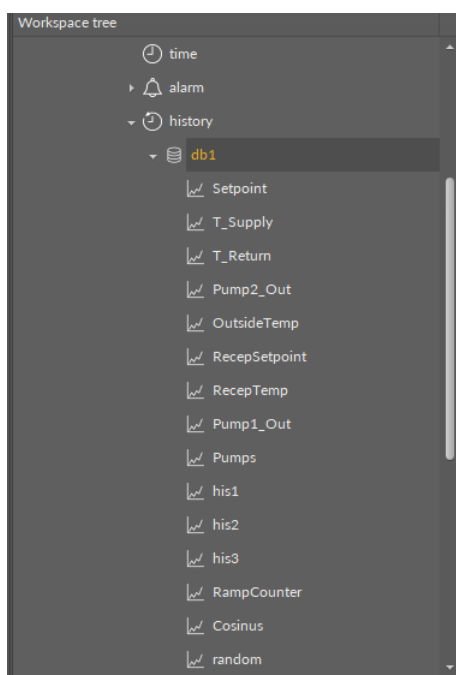 Workspace tree
time
alarm
history
db1
Setpoint
T_Supply
T_Return
Pump2_Out
OutsideTemp
RecepSetpoint
RecepTemp
Pump1_Out
Pumps
his1
his2
his3
RampCounter
Cosinus
random